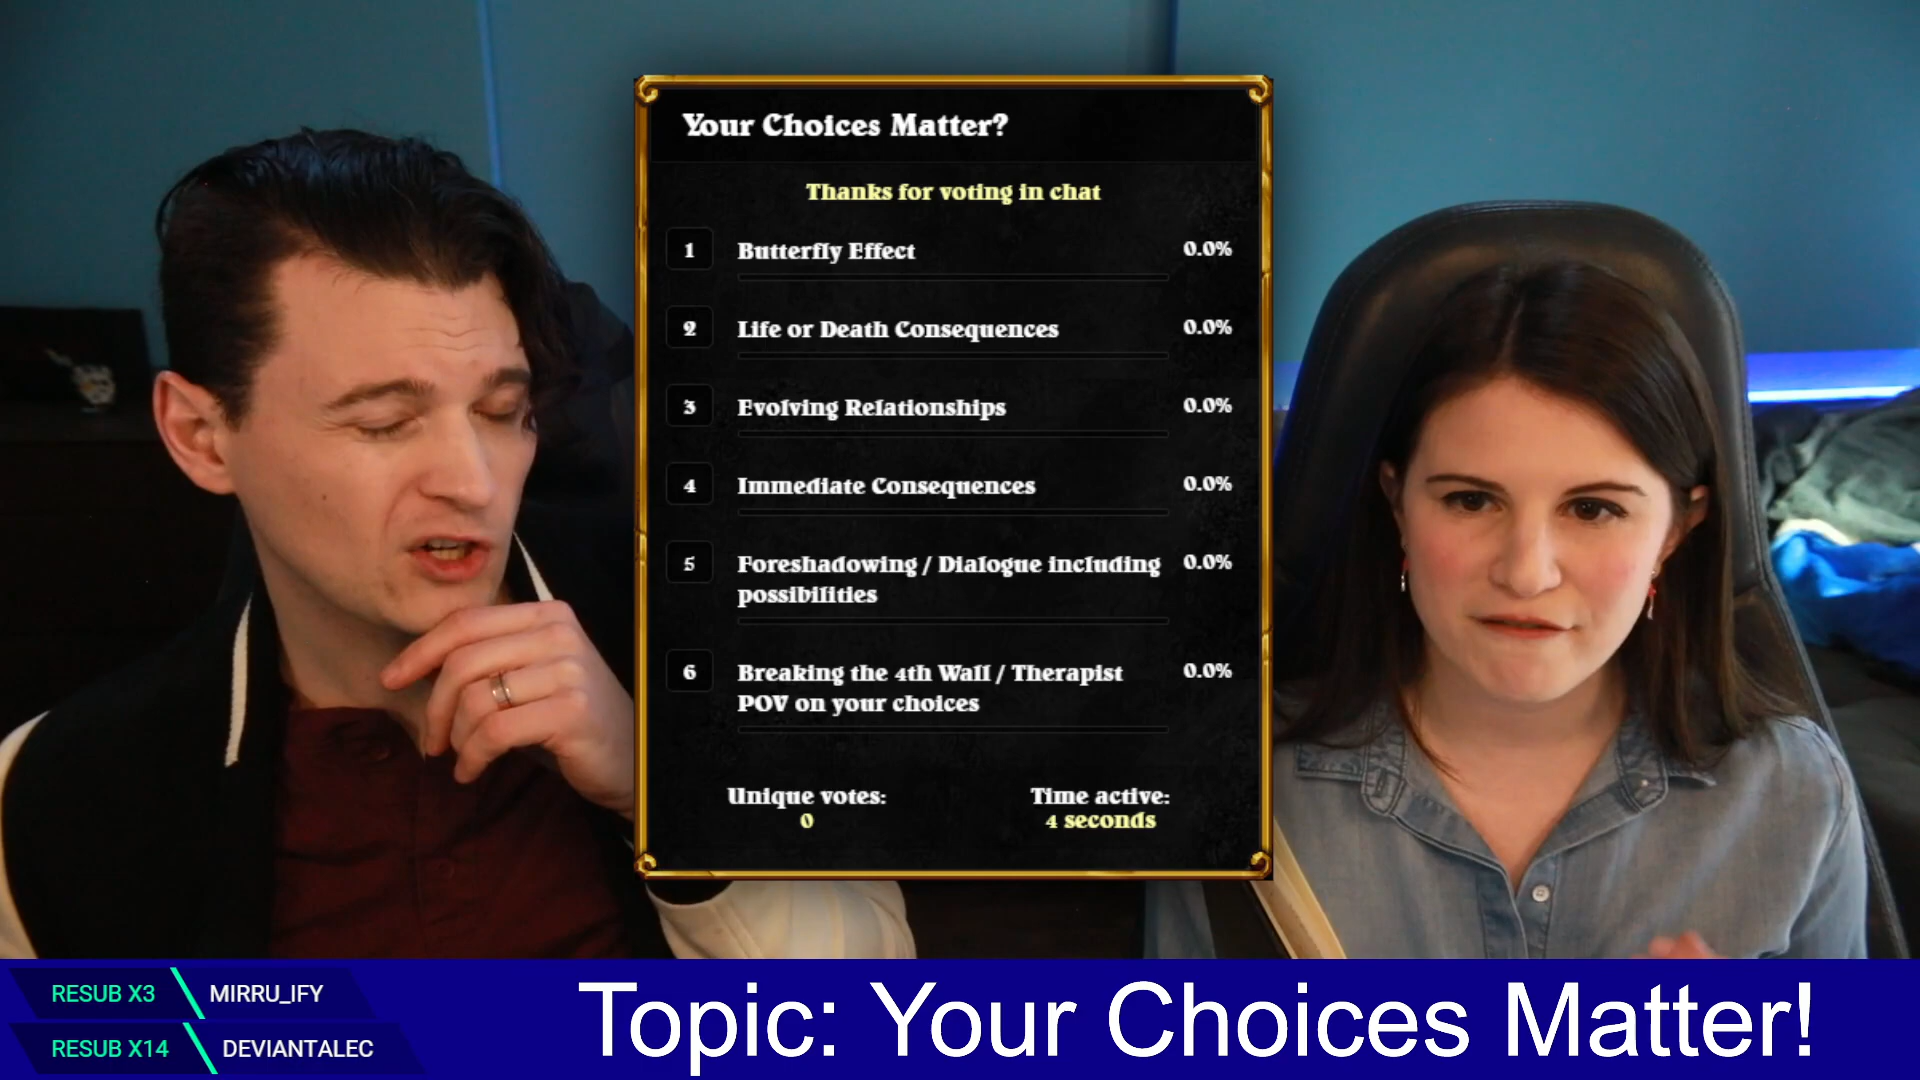 Your Choices Matter?
Thanks for voting in chat
1 Butterfly Effect 0.0%
2 Life or Death Consequences 0.0%
3 Evolving Relationships 0.0%
4 Immediate Consequences 0.0%
5 Foreshadowing / Dialogue including 0.0%
possibilities
6 Breaking the 4th Wall / Therapist 0.0%
POV on your choices
Unique votes: Time active:
0 4 seconds
RESUB X3 MIRRU_IFY
RESUB X14 DEVIANTALEC
Topic: Your Choices Matter!